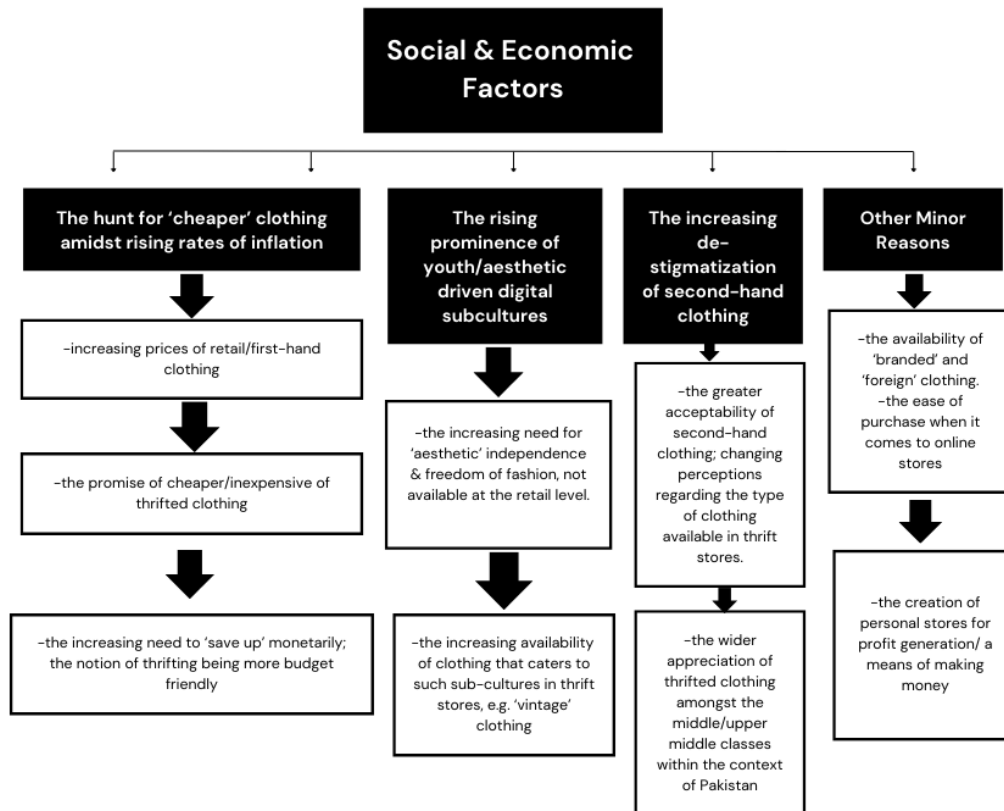 Social & Economic
Factors
The hunt for ‘cheaper’ clothing
amidst rising rates of inflation
-increasing prices of retail/first-hand
clothing
-the promise of cheaper/inexpensive of
thrifted clothing
-the increasing need to ‘save up’ monetarily;
the notion of thrifting being more budget
friendly
The rising
prominence of
youth/aesthetic
driven digital
subcultures
-the increasing need for
‘aesthetic’ independence
& freedom of fashion, not
available at the retail level.
-the increasing availability
of clothing that caters to
such sub-cultures in thrift
stores, e.g. ‘vintage’
clothing
The increasing
de-
stigmatization
of second-hand
clothing
-the greater
acceptability of
second-hand
clothing; changing
perceptions
regarding the type
of clothing
available in thrift
stores.
-the wider
appreciation of
thrifted clothing
amongst the
middle/upper
middle classes
within the context
of Pakistan
Other Minor
Reasons
-the availability of
‘branded’ and
‘foreign’ clothing.
-the ease of
purchase when it
comes to online
stores
-the creation of
personal stores for
profit generation/ a
means of making
money